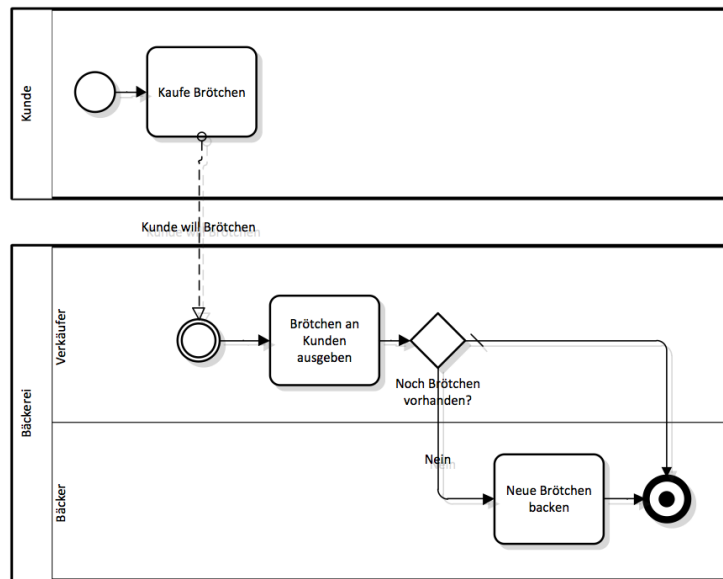 Kunde
Kaufe Brötchen
Kunde will Brötchen
Bäckerei
Verkäufer
Brötchen an
Kunden
ausgeben
Noch Brötchen
vorhanden?
Bäcker
Nein
Neue Brötchen
backen